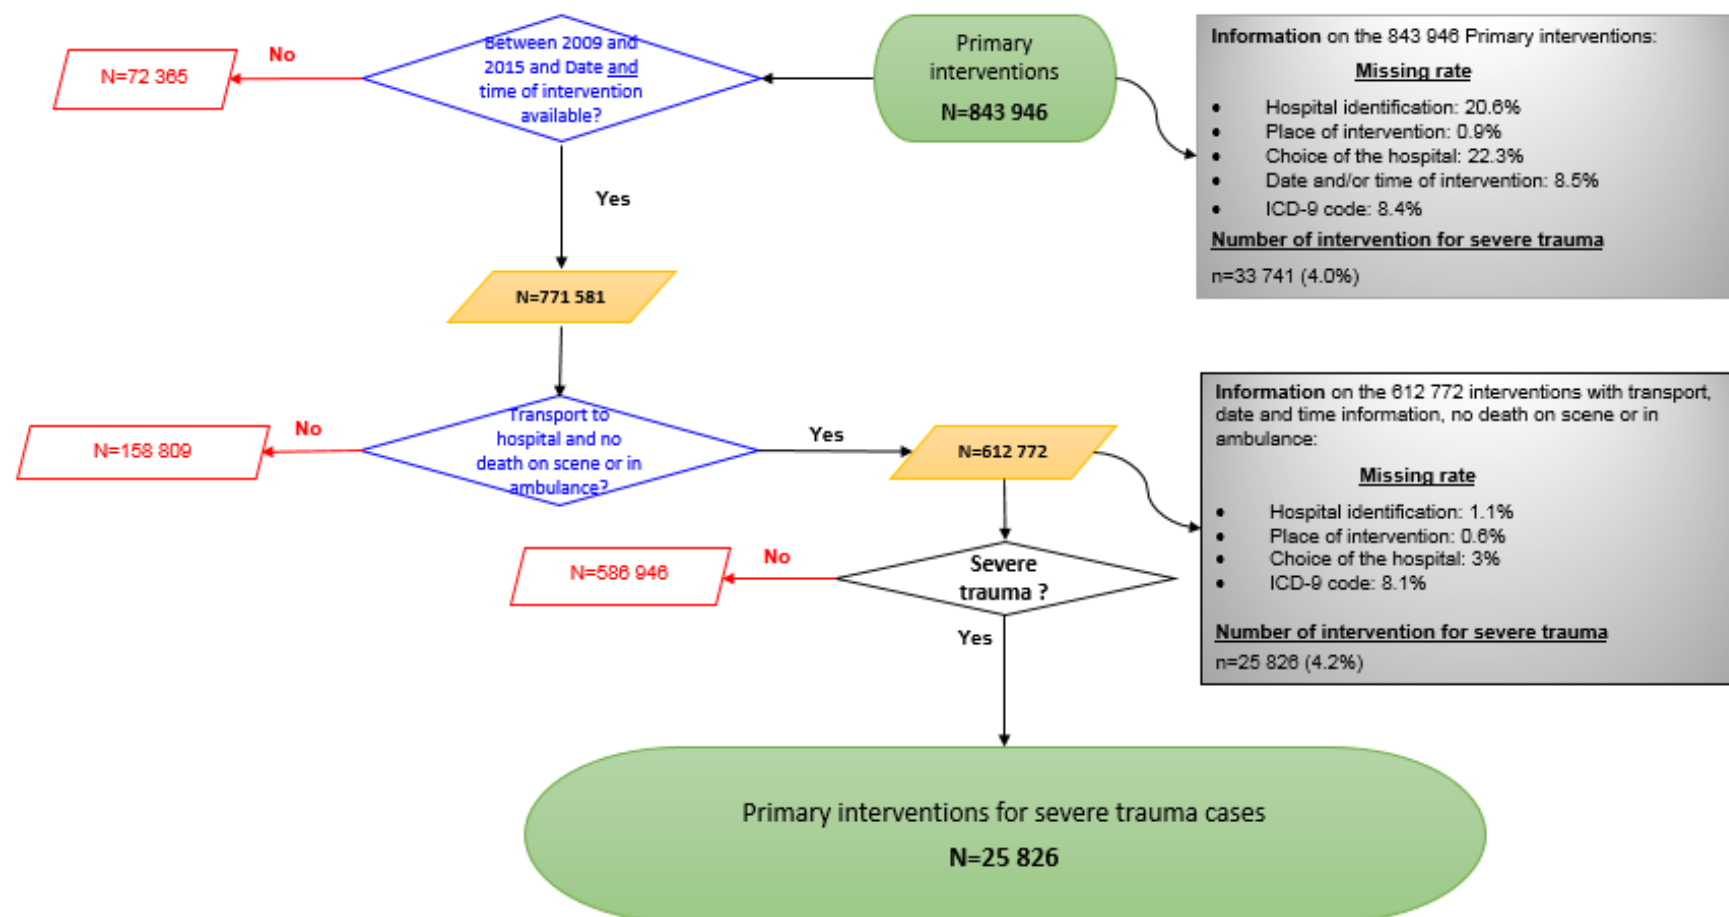 Primary
interventions
N=843 946
Between 2009 and
2015 and Date and
time of intervention
available?
No
N=72 365
Yes
N=771 581
Transport to
hospital and no
death on scene or in
ambulance?
No
N=158 809
Yes
N=612 772
Severe
trauma ?
No
N=586 946
Yes
Primary interventions for severe trauma cases
N=25 826
Information on the 843 946 Primary interventions:
Missing rate
• Hospital identification: 20.6%
• Place of intervention: 0.9%
• Choice of the hospital: 22.3%
• Date and/or time of intervention: 8.5%
• ICD-9 code: 8.4%
Number of intervention for severe trauma
n=33 741 (4.0%)
Information on the 612 772 interventions with transport,
date and time information, no death on scene or in
ambulance:
Missing rate
• Hospital identification: 1.1%
• Place of intervention: 0.6%
• Choice of the hospital: 3%
• ICD-9 code: 8.1%
Number of intervention for severe trauma
n=25 826 (4.2%)